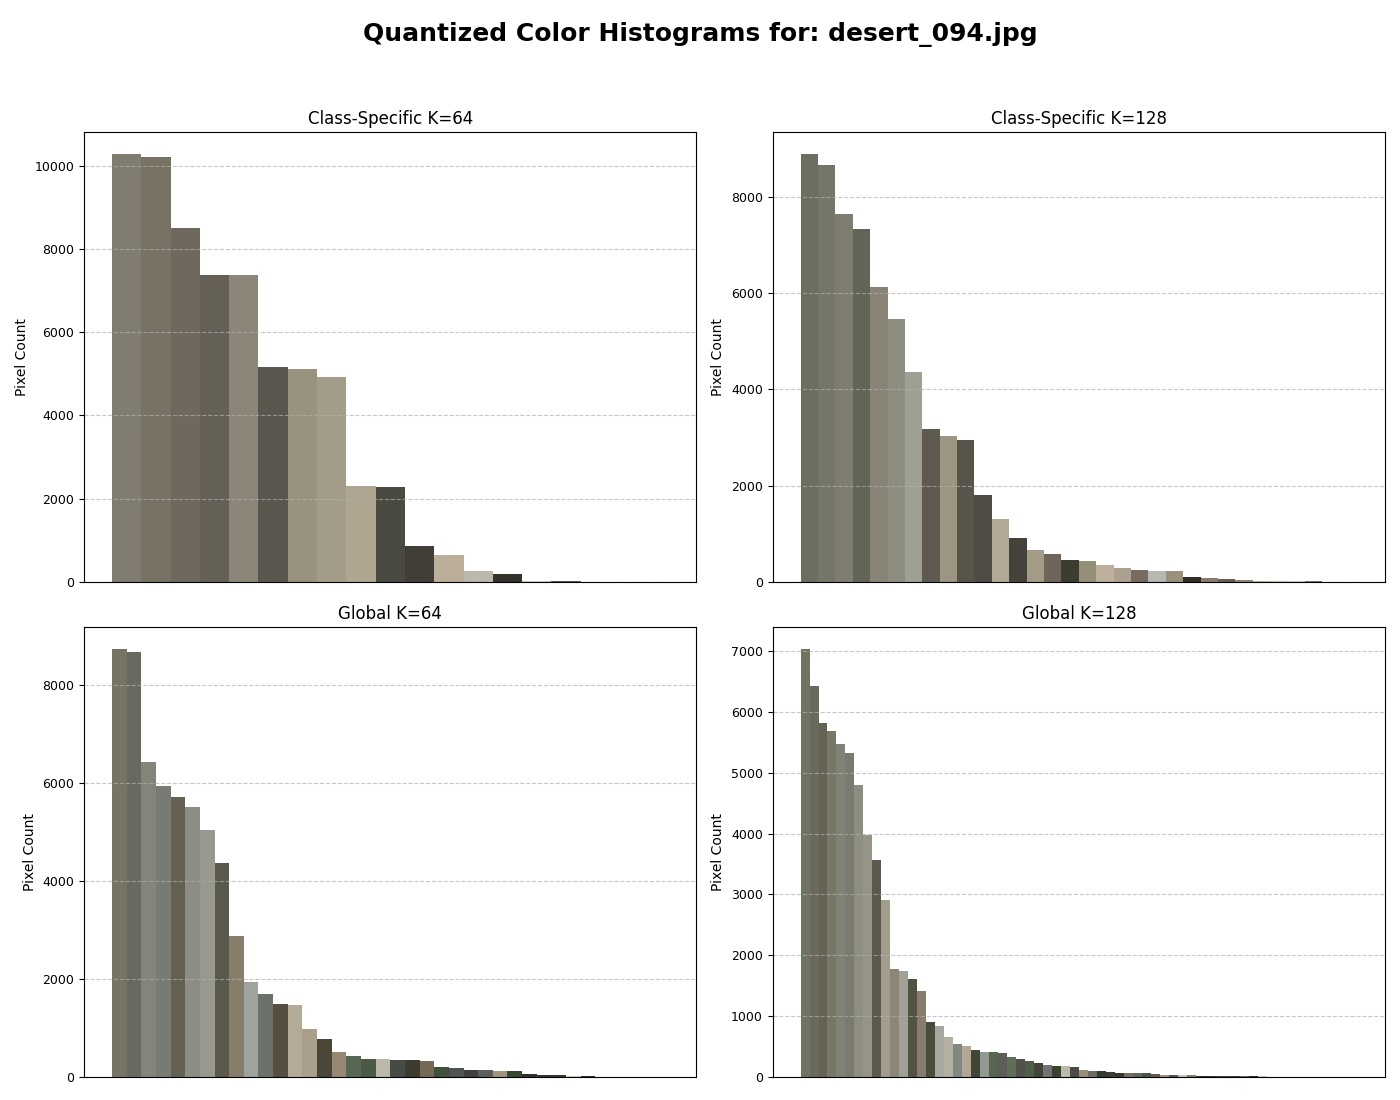 Quantized Color Histograms for: desert_094.jpg
Class-Specific K=64
Pixel Count
10000
8000
6000
4000
2000
0
Class-Specific K=128
Pixel Count
8000
6000
4000
2000
0
Global K=64
Pixel Count
8000
6000
4000
2000
0
Global K=128
Pixel Count
7000
6000
5000
4000
3000
2000
1000
0